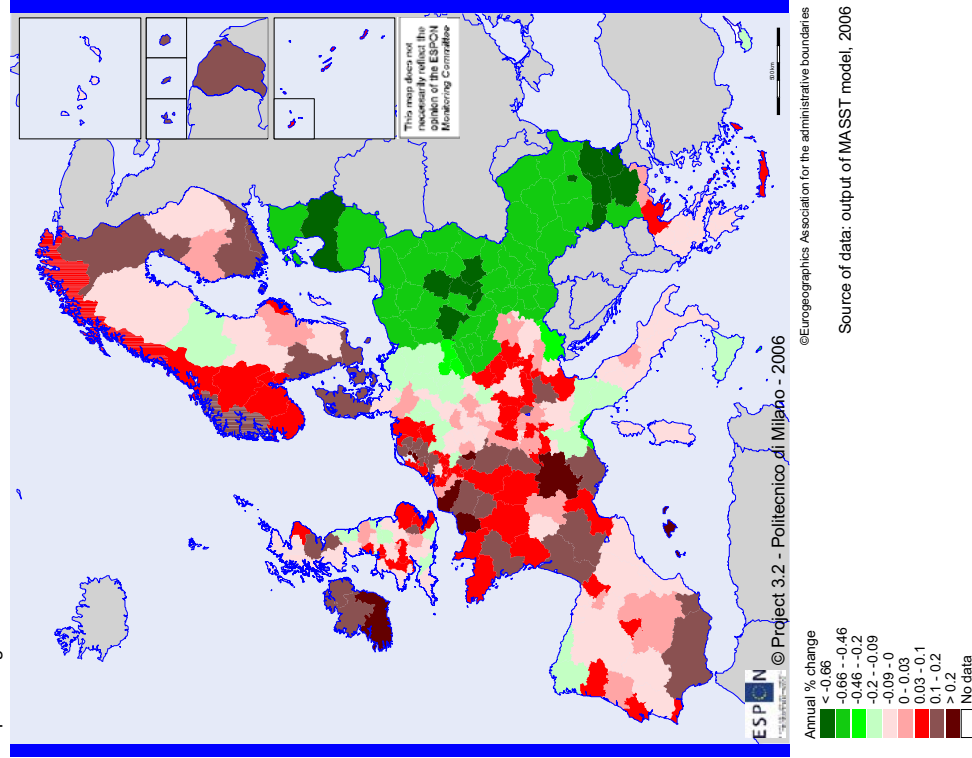 This map does not
necessarily reflect the
opinion of the ESPON
Monitoring Committee
500 km
©Eurogeographics Association for the administrative boundaries
Source of data: output of MASST model, 2006
© Project 3.2 - Politecnico di Milano - 2006
ESPON
Annual % change
< -0.66
-0.66 - -0.46
-0.46 - -0.2
-0.2 - -0.09
-0.09 - 0
0 - 0.03
0.03 - 0.1
0.1 - 0.2
> 0.2
No data